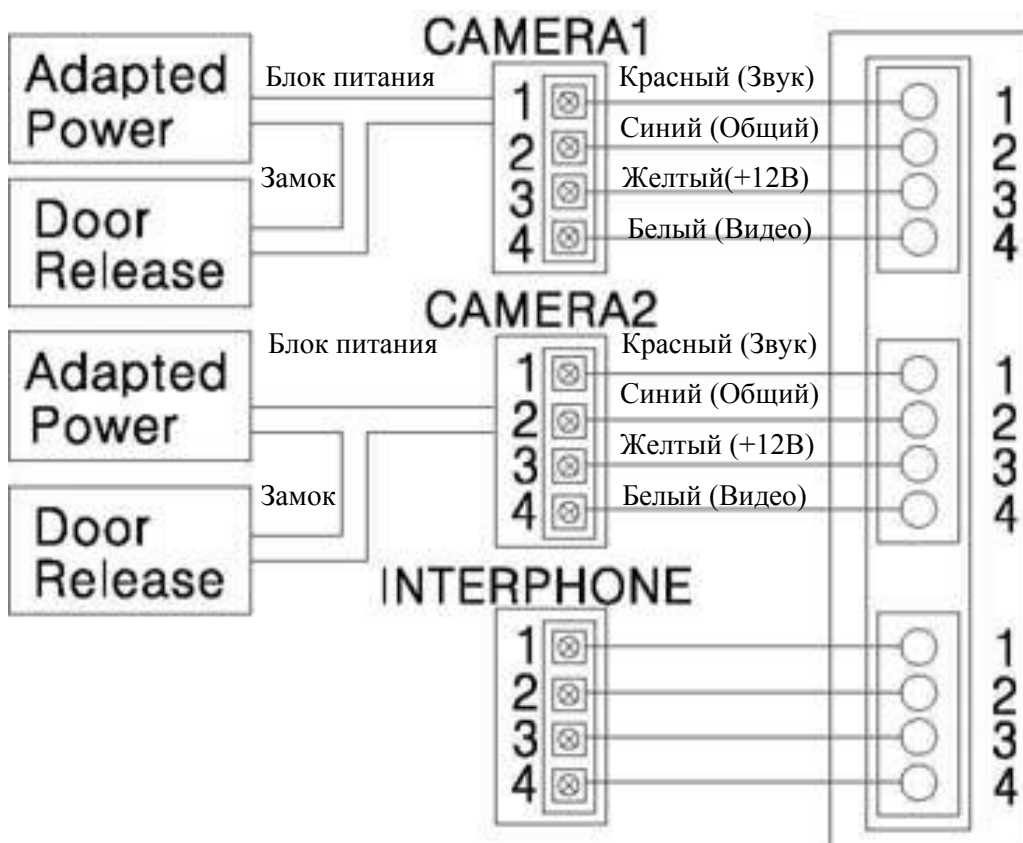 CAMERA1
Adapted
Power
Блок питания
Замок
Door
Release
1
2
3
4
Красный (Звук)
Синий (Общий)
Желтый(+12В)
Белый (Видео)
1
2
3
4
CAMERA2
Adapted
Power
Блок питания
Замок
Door
Release
1
2
3
4
Красный (Звук)
Синий (Общий)
Желтый (+12В)
Белый (Видео)
1
2
3
4
INTERPHONE
1
2
3
4
1
2
3
4